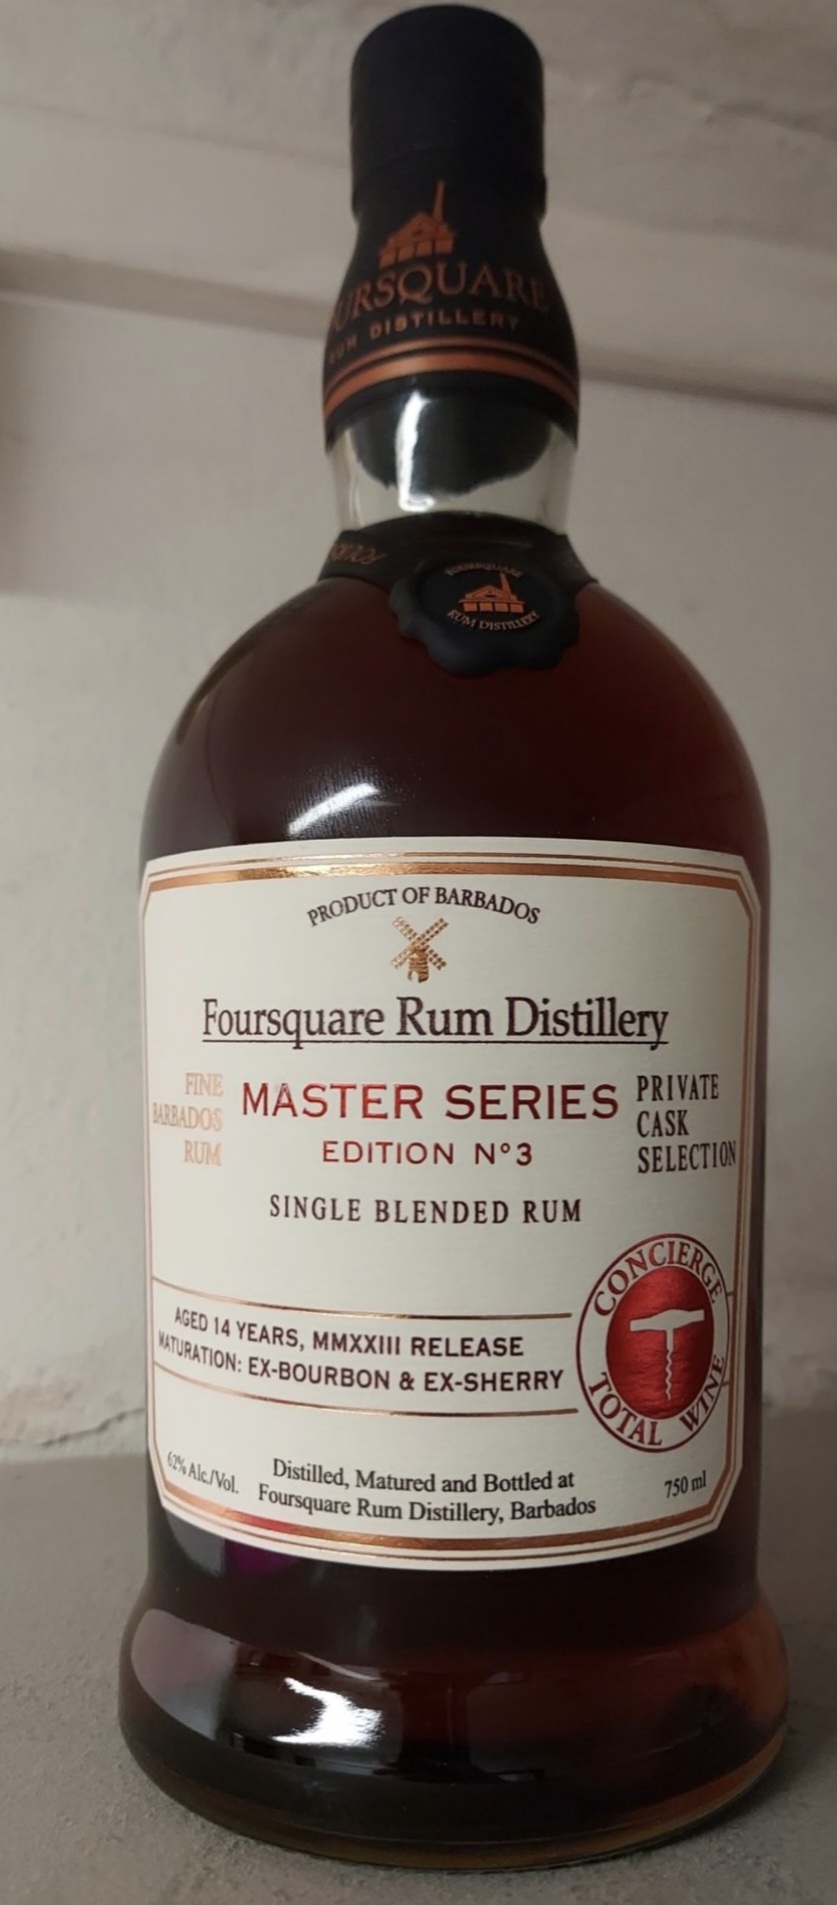 URSQUARE
DISTILLERY
FOURSQUARE
RUM DISTILLERY
PRODUCT OF BARBADOS
Foursquare Rum Distillery
FINE
BARBADOS
RUM
MASTER SERIES
EDITION N°3
PRIVATE
CASK
SELECTION
SINGLE BLENDED RUM
AGED 14 YEARS, MMXXIII RELEASE
MATURATION: EX-BOURBON & EX-SHERRY
CONCIERGE
TOTAL WINE
62% Alc./Vol.
Distilled, Matured and Bottled at
Foursquare Rum Distillery, Barbados
750 ml